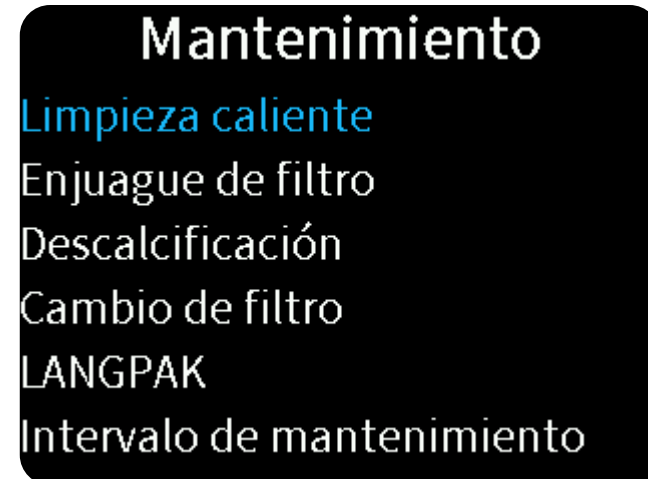 Mantenimiento
Limpieza caliente
Enjuague de filtro
Descalcificación
Cambio de filtro
LANGPAK
Intervalo de mantenimiento